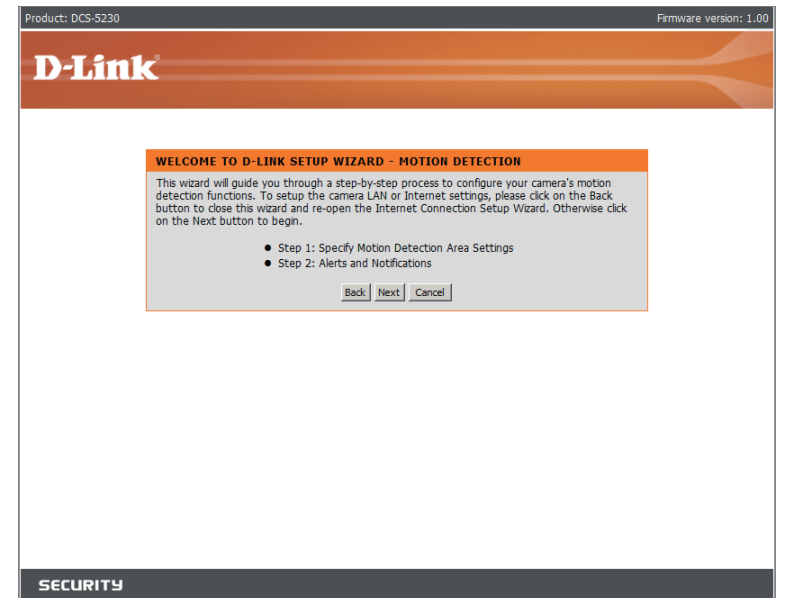 Product: DCS-5230 Firmware version: 1.00
D-Link
WELCOME TO D-LINK SETUP WIZARD - MOTION DETECTION
This wizard will guide you through a step-by-step process to configure your camera's motion
detection functions. To setup the camera LAN or Internet settings, please click on the Back
button to close this wizard and re-open the Internet Connection Setup Wizard. Otherwise click
on the Next button to begin.
● Step 1: Specify Motion Detection Area Settings
● Step 2: Alerts and Notifications
Back Next Cancel
SECURITY